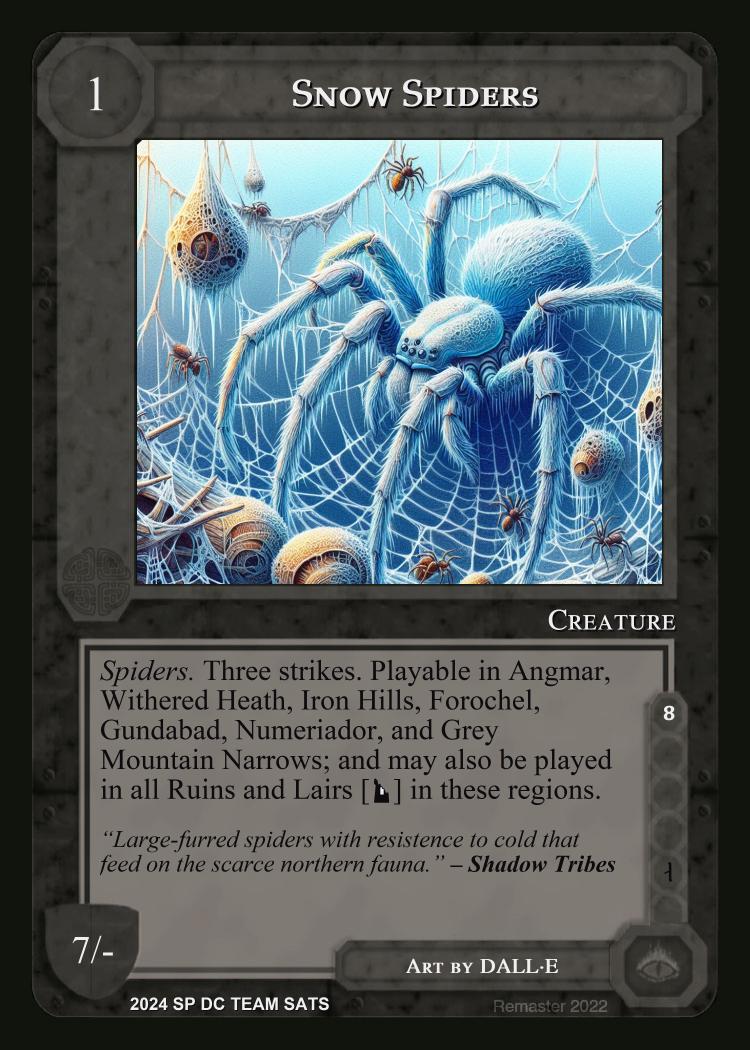 1
Snow Spiders
Creature
Spiders. Three strikes. Playable in Angmar,
Withered Heath, Iron Hills, Forochel,
Gundabad, Numeriador, and Grey
Mountain Narrows; and may also be played
in all Ruins and Lairs [ ] in these regions.
8
“Large-furred spiders with resistence to cold that
feed on the scarce northern fauna.” – Shadow Tribes
7/-
Art by DALL·E
2024 SP DC TEAM SATS
Remaster 2022